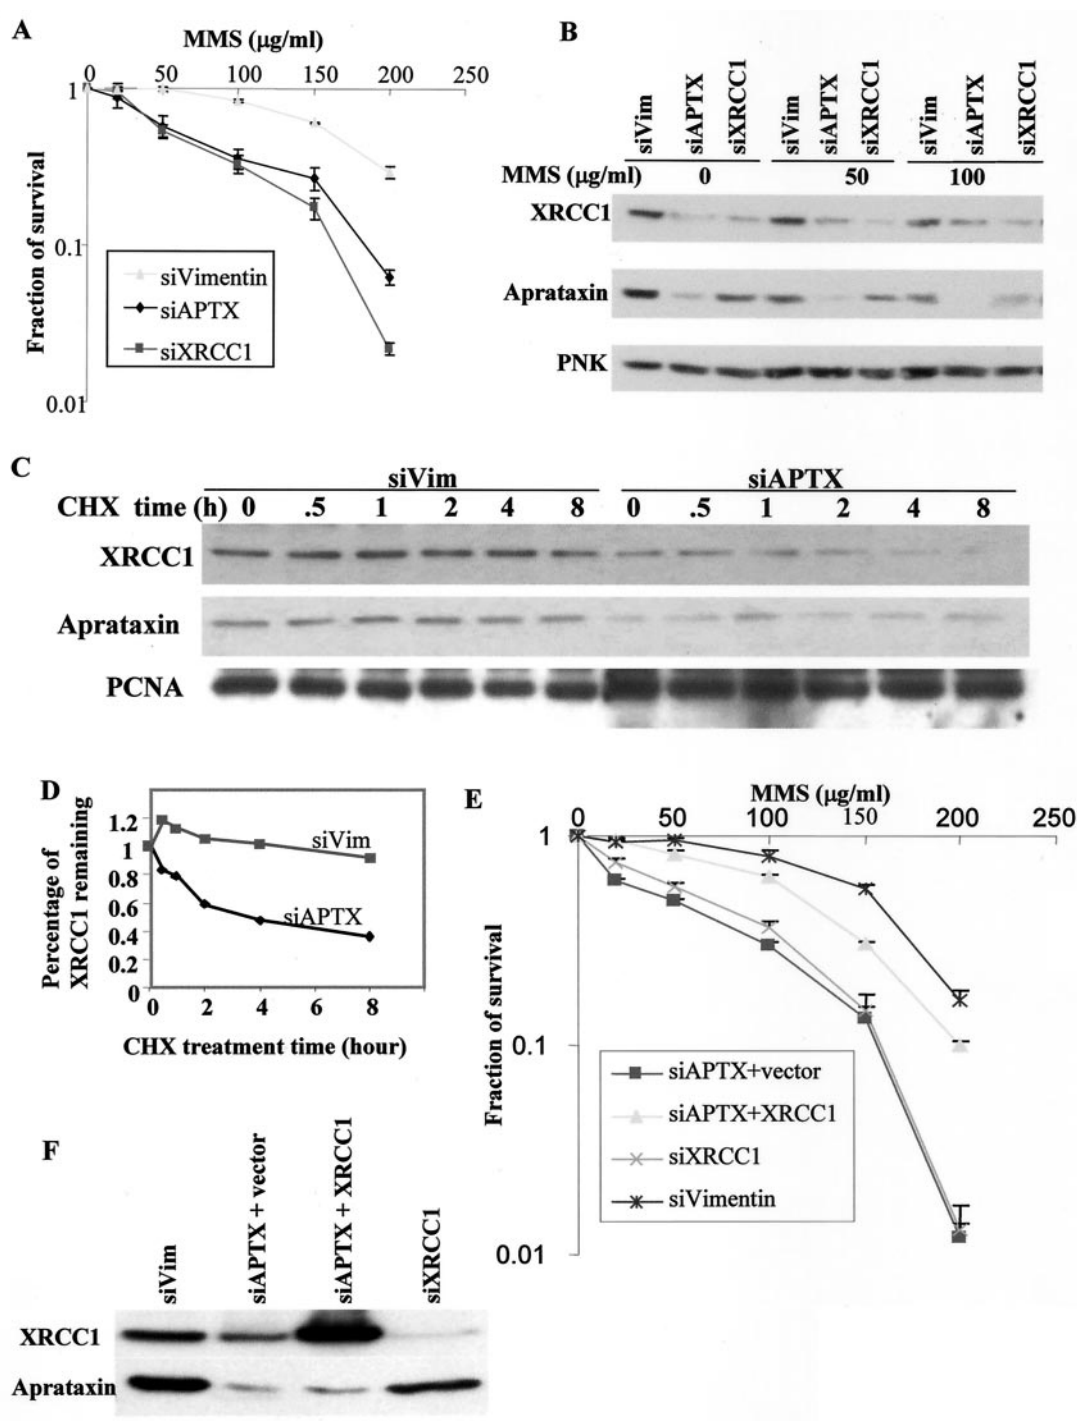 A
MMS (µg/ml)
0 50 100 150 200 250
1
0.1
0.01
Fraction of survival
siVimentin
siAPTX
siXRCC1
B
siVim siAPTX siXRCC1 siVim siAPTX siXRCC1 siVim siAPTX siXRCC1
MMS (µg/ml) 0 50 100
XRCC1
Aprataxin
PNK
C
siVim siAPTX
CHX time (h) 0 .5 1 2 4 8 0 .5 1 2 4 8
XRCC1
Aprataxin
PCNA
D
Percentage of
XRCC1 remaining
1.2
1
0.8
0.6
0.4
0.2
0
siVim
siAPTX
0 2 4 6 8
CHX treatment time (hour)
E
MMS (µg/ml)
0 50 100 150 200 250
1
0.1
0.01
Fraction of survival
siAPTX+vector
siAPTX+XRCC1
siXRCC1
siVimentin
F
siVim siAPTX + vector siAPTX + XRCC1 siXRCC1
XRCC1
Aprataxin